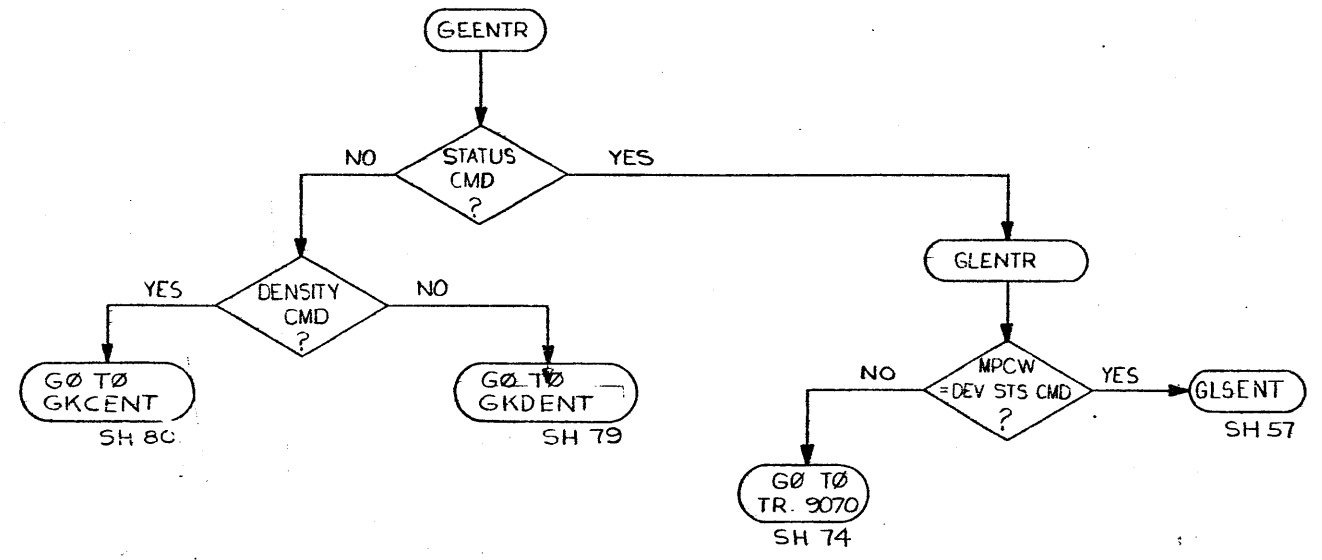 GEENTR
STATUS
CMD
?
NO
YES
GLENTR
DENSITY
CMD
?
YES
NO
GØ TØ
GKCENT
SH 80
GØ TØ
GKDENT
SH 79
MPCW
=DEV STS CMD
?
NO
YES
GLSENT
SH 57
GØ TØ
TR. 9070
SH 74